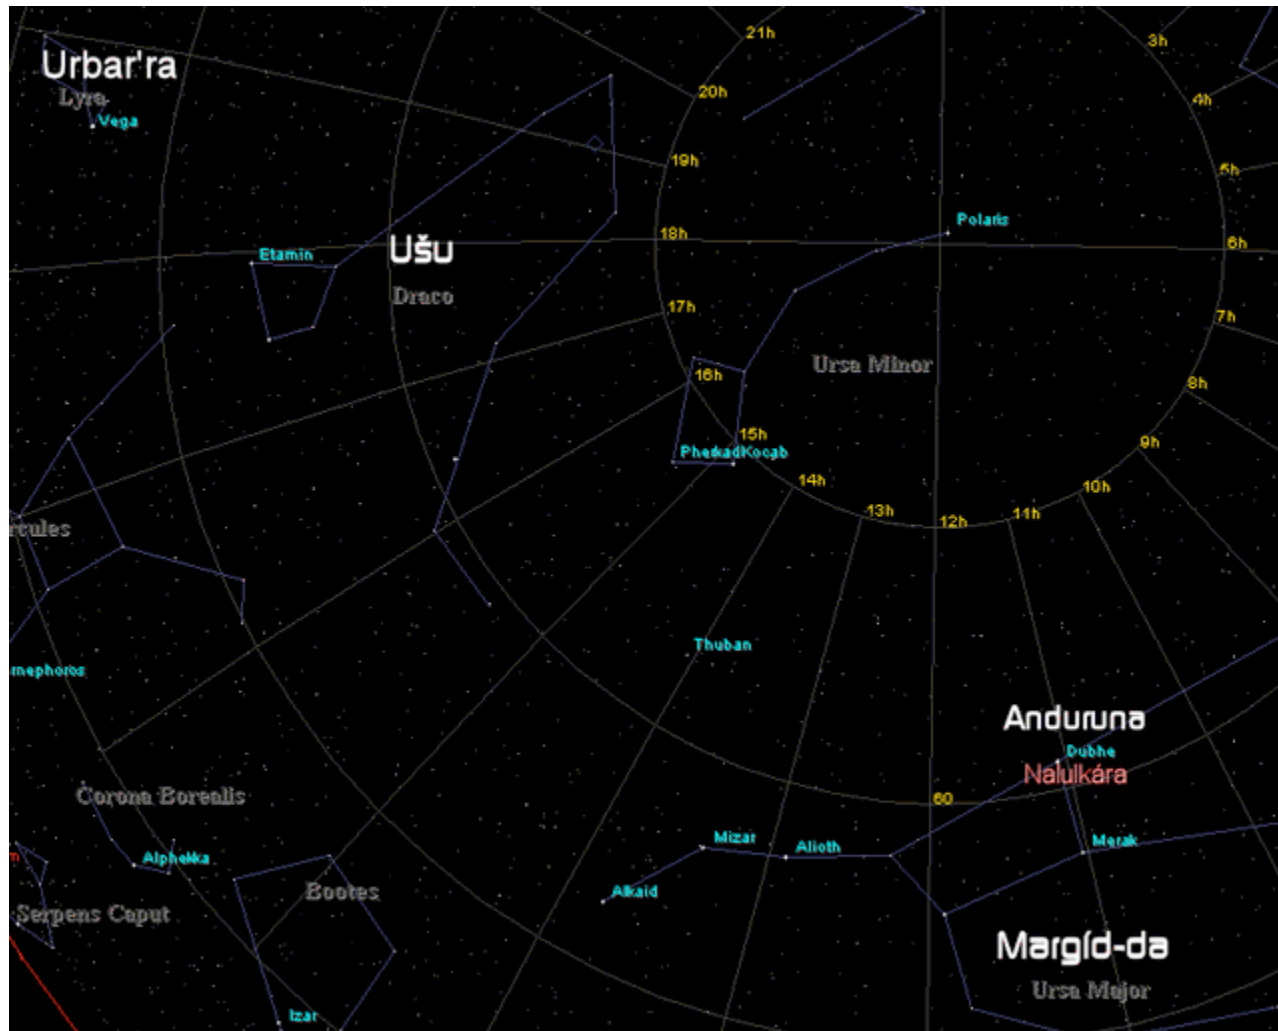 21h
3h
Urbar'ra
Lyra
Vega
20h
4h
19h
5h
Polaris
18h
6h
Etamin
Ušu
Draco
17h
7h
Ursa Minor
16h
8h
15h
9h
Pherkad Kocab
14h
10h
13h
12h
11h
rcules
Thuban
rnephoros
Anduruna
Dubhe
Nalulkára
Corona Borealis
60
Mizar
Alioth
Merak
m
Alphekka
Bootes
Alkaid
Serpens Caput
Margíd-da
Ursa Major
Izar